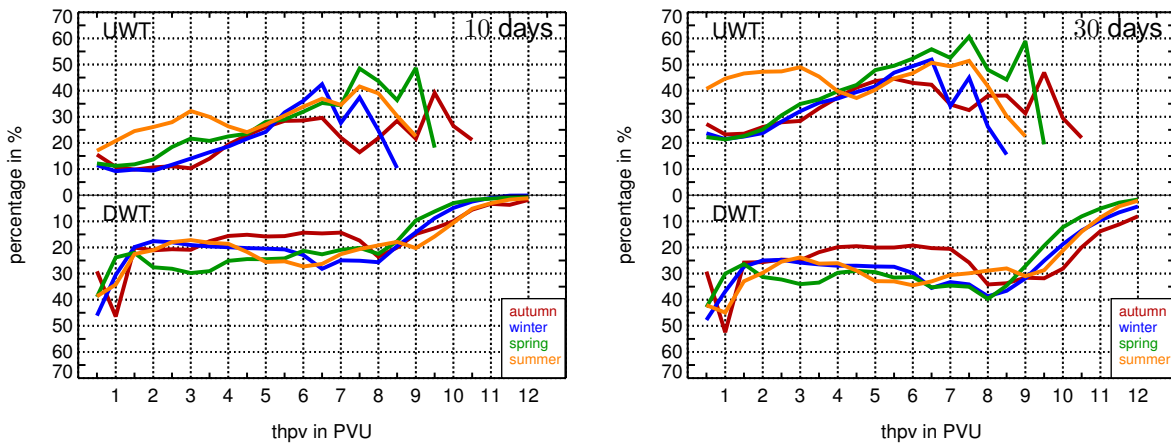 70
60
50
40
30
20
10
0
10
20
30
40
50
60
70
percentage in %
percentage in %
UWT
10 days
DWT
autumn
winter
spring
summer
1 2 3 4 5 6 7 8 9 10 11 12
thpv in PVU
70
60
50
40
30
20
10
0
10
20
30
40
50
60
70
percentage in %
percentage in %
UWT
30 days
DWT
autumn
winter
spring
summer
1 2 3 4 5 6 7 8 9 10 11 12
thpv in PVU